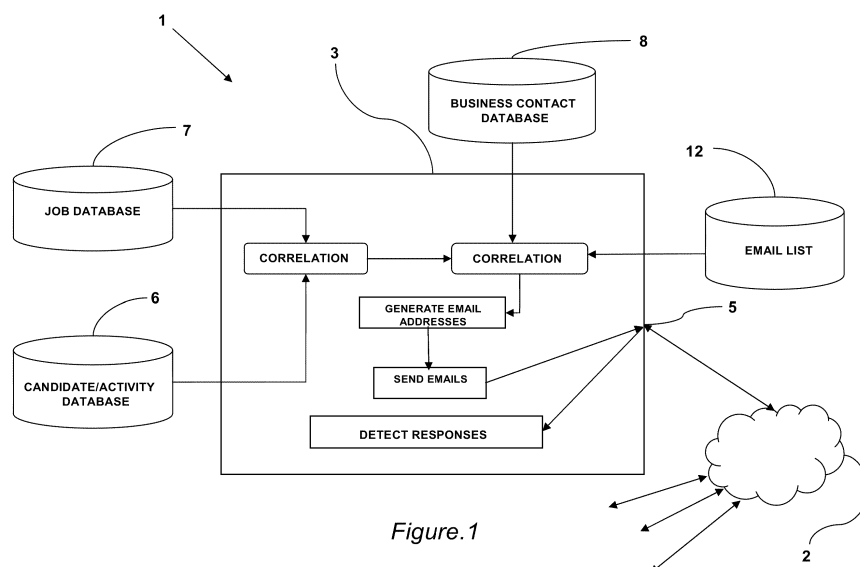 1
8
3
BUSINESS CONTACT
DATABASE
7
12
JOB DATABASE
EMAIL LIST
CORRELATION
CORRELATION
6
GENERATE EMAIL
ADDRESSES
5
CANDIDATE/ACTIVITY
DATABASE
SEND EMAILS
DETECT RESPONSES
Figure.1
2